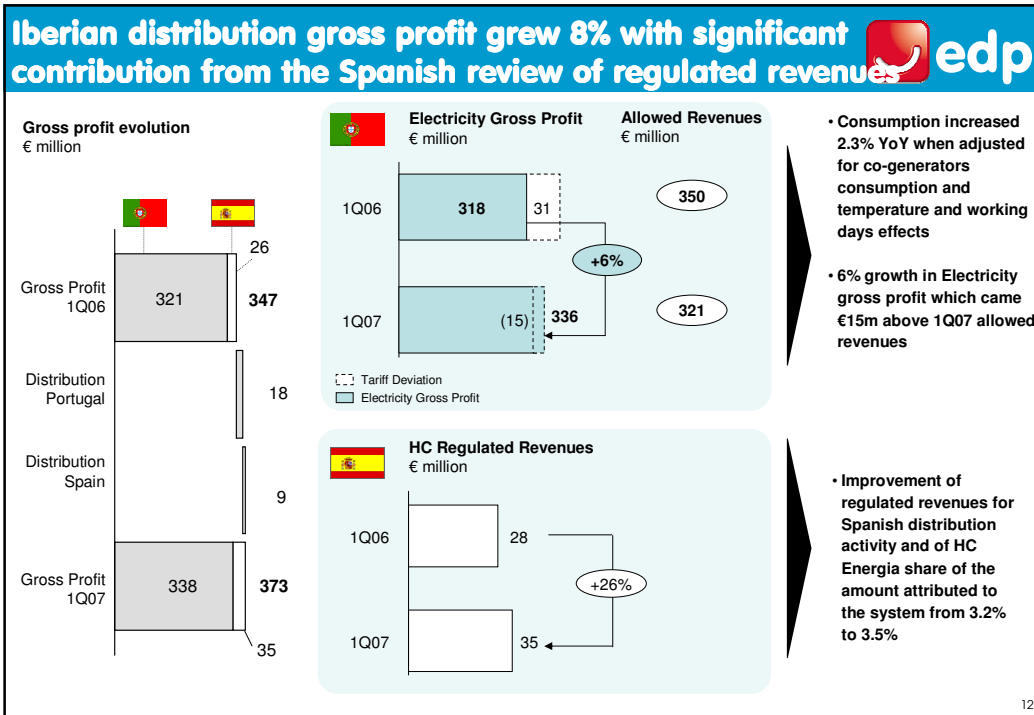 Iberian distribution gross profit grew 8% with significant
contribution from the Spanish review of regulated revenues
edp
Gross profit evolution
€ million
26
Gross Profit
1Q06
321
347
Distribution
Portugal
18
Distribution
Spain
9
Gross Profit
1Q07
338
373
35
Electricity Gross Profit
€ million
Allowed Revenues
€ million
1Q06
318
31
350
+6%
1Q07
(15)
336
321
Tariff Deviation
Electricity Gross Profit
HC Regulated Revenues
€ million
1Q06
28
+26%
1Q07
35
• Consumption increased
2.3% YoY when adjusted
for co-generators
consumption and
temperature and working
days effects
• 6% growth in Electricity
gross profit which came
€15m above 1Q07 allowed
revenues
• Improvement of
regulated revenues for
Spanish distribution
activity and of HC
Energia share of the
amount attributed to
the system from 3.2%
to 3.5%
12